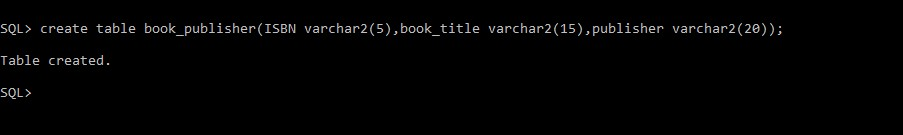 SQL> create table book_publisher(ISBN varchar2(5),book_title varchar2(15),publisher varchar2(20));
Table created.
SQL>